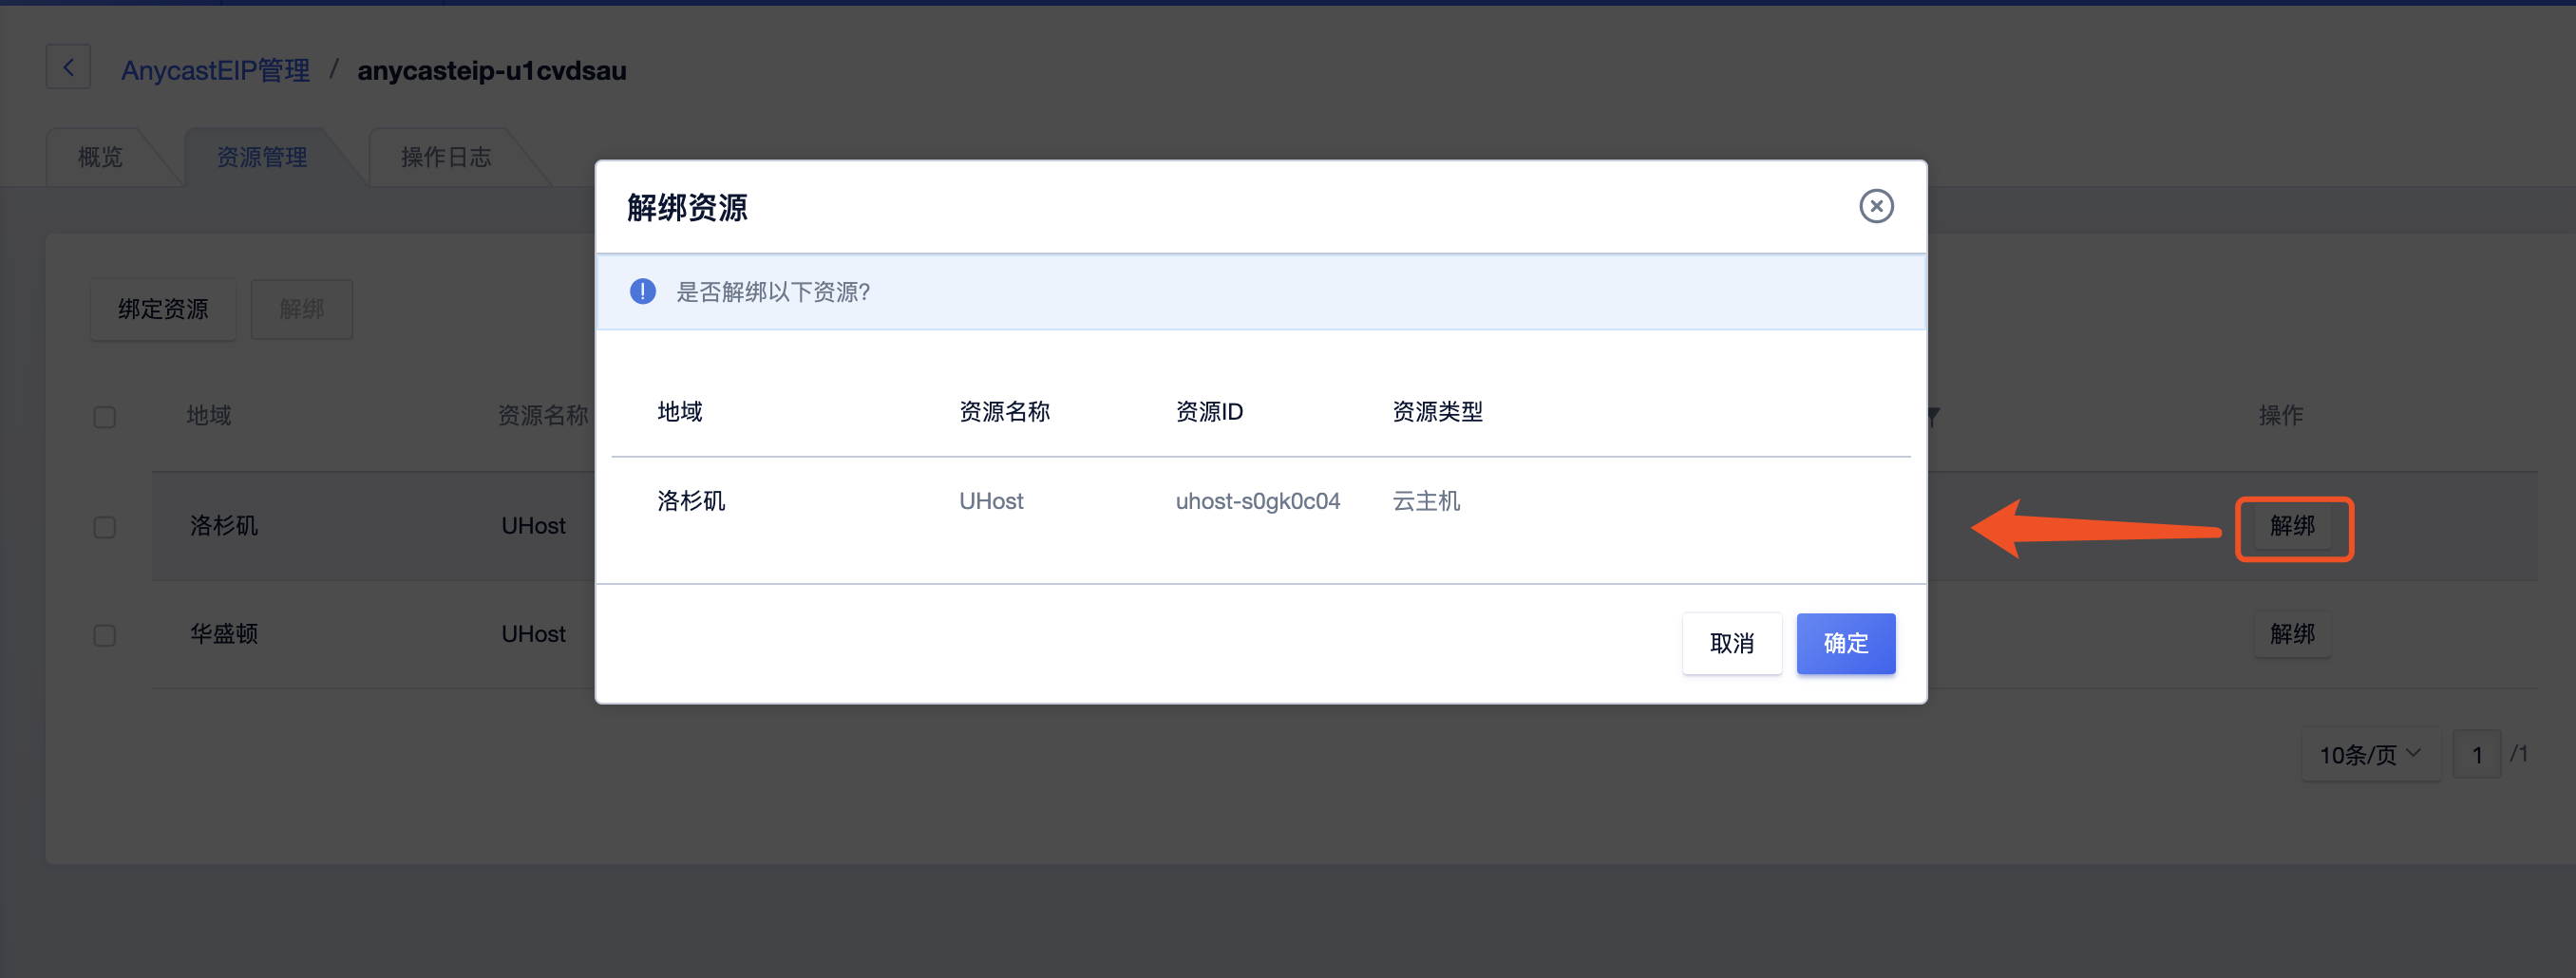 AnycastEIP管理 / anycasteip-u1cvdsau
概览 资源管理 操作日志
绑定资源 解绑
地域 资源名称 操作
洛杉矶 UHost 解绑
华盛顿 UHost 解绑
10条/页 1 /1
解绑资源
是否解绑以下资源?
地域 资源名称 资源ID 资源类型
洛杉矶 UHost uhost-s0gk0c04 云主机
取消 确定